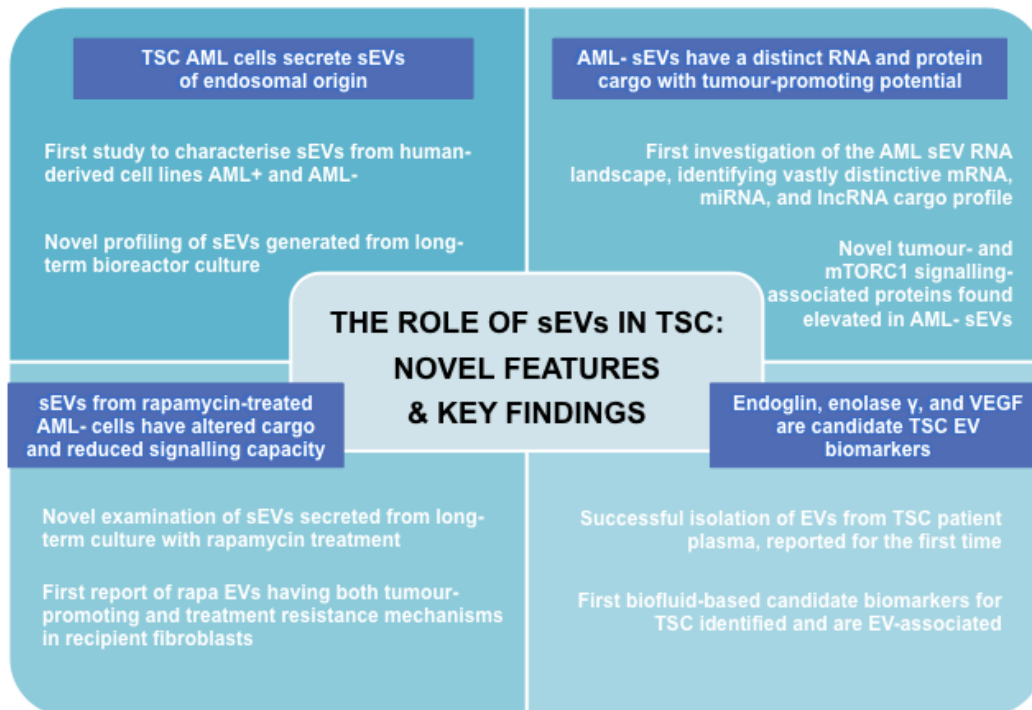 TSC AML cells secrete sEVs
of endosomal origin
First study to characterise sEVs from human-
derived cell lines AML+ and AML-
Novel profiling of sEVs generated from long-
term bioreactor culture
AML- sEVs have a distinct RNA and protein
cargo with tumour-promoting potential
First investigation of the AML sEV RNA
landscape, identifying vastly distinctive mRNA,
miRNA, and lncRNA cargo profile
Novel tumour- and
mTORC1 signalling-
associated proteins found
elevated in AML- sEVs
THE ROLE OF sEVs IN TSC:
NOVEL FEATURES
& KEY FINDINGS
sEVs from rapamycin-treated
AML- cells have altered cargo
and reduced signalling capacity
Novel examination of sEVs secreted from long-
term culture with rapamycin treatment
First report of rapa EVs having both tumour-
promoting and treatment resistance mechanisms
in recipient fibroblasts
Endoglin, enolase γ, and VEGF
are candidate TSC EV
biomarkers
Successful isolation of EVs from TSC patient
plasma, reported for the first time
First biofluid-based candidate biomarkers for
TSC identified and are EV-associated